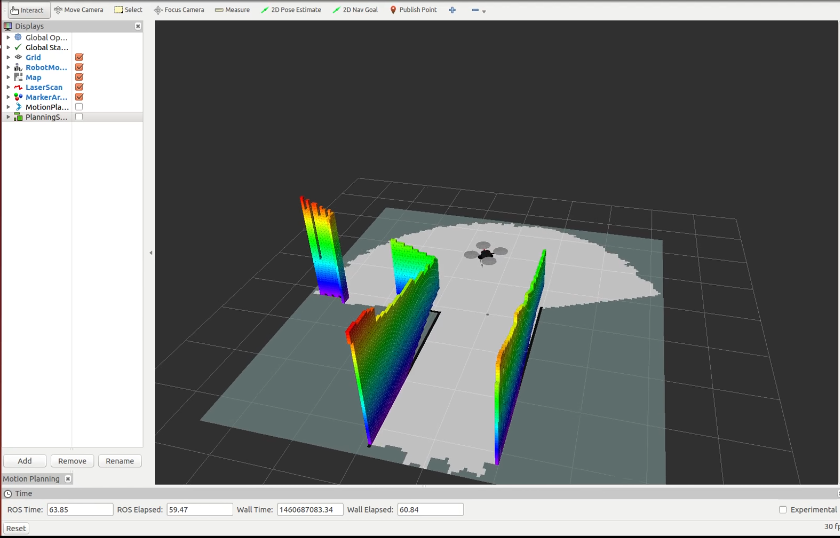 Interact Move Camera Select Focus Camera Measure 2D Pose Estimate 2D Nav Goal Publish Point
Displays
Global Op...
Global Sta...
Grid
RobotMo...
Map
LaserScan
MarkerAr...
MotionPla...
PlanningS...
Add Remove Rename
Motion Planning
Time
ROS Time: 63.85 ROS Elapsed: 59.47 Wall Time: 1460687083.34 Wall Elapsed: 60.84 Experimental
Reset 30 fp